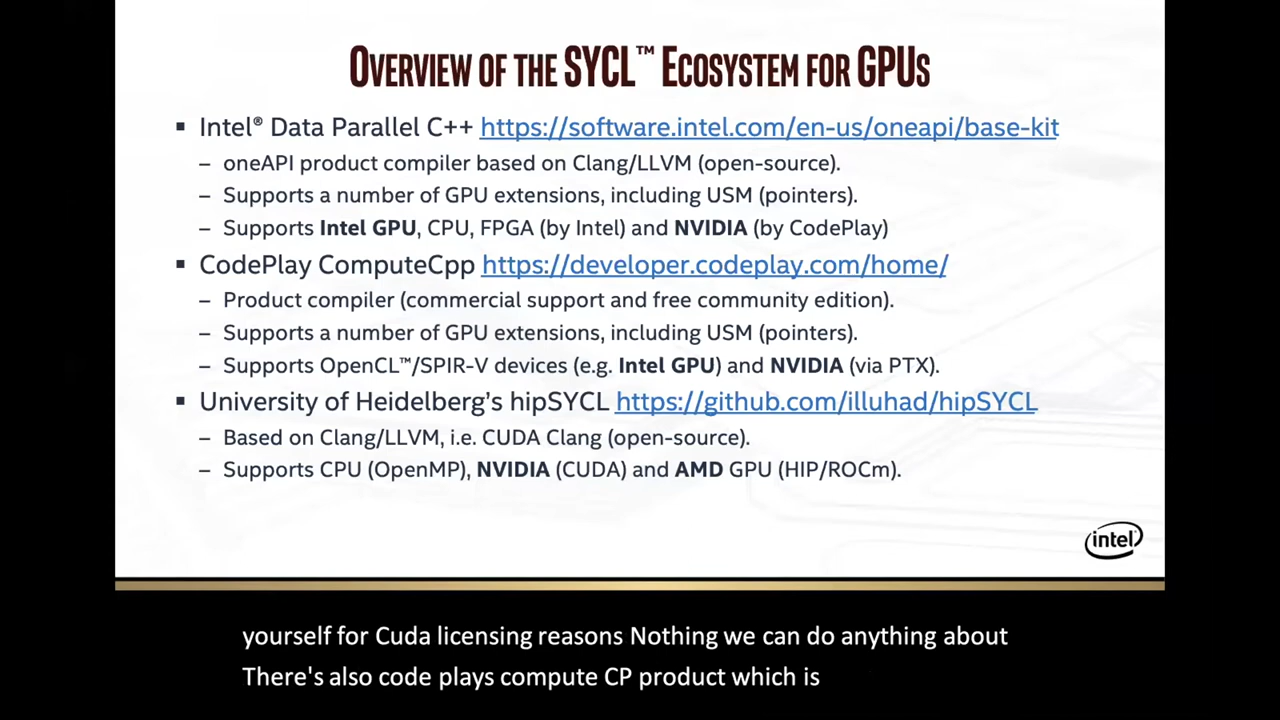 OVERVIEW OF THE SYCL™ ECOSYSTEM FOR GPUS
▪ Intel® Data Parallel C++ https://software.intel.com/en-us/oneapi/base-kit
– oneAPI product compiler based on Clang/LLVM (open-source).
– Supports a number of GPU extensions, including USM (pointers).
– Supports Intel GPU, CPU, FPGA (by Intel) and NVIDIA (by CodePlay)
▪ CodePlay ComputeCpp https://developer.codeplay.com/home/
– Product compiler (commercial support and free community edition).
– Supports a number of GPU extensions, including USM (pointers).
– Supports OpenCL™/SPIR-V devices (e.g. Intel GPU) and NVIDIA (via PTX).
▪ University of Heidelberg’s hipSYCL https://github.com/illuhad/hipSYCL
– Based on Clang/LLVM, i.e. CUDA Clang (open-source).
– Supports CPU (OpenMP), NVIDIA (CUDA) and AMD GPU (HIP/ROCm).
intel
yourself for Cuda licensing reasons Nothing we can do anything about
There's also code plays compute CP product which is